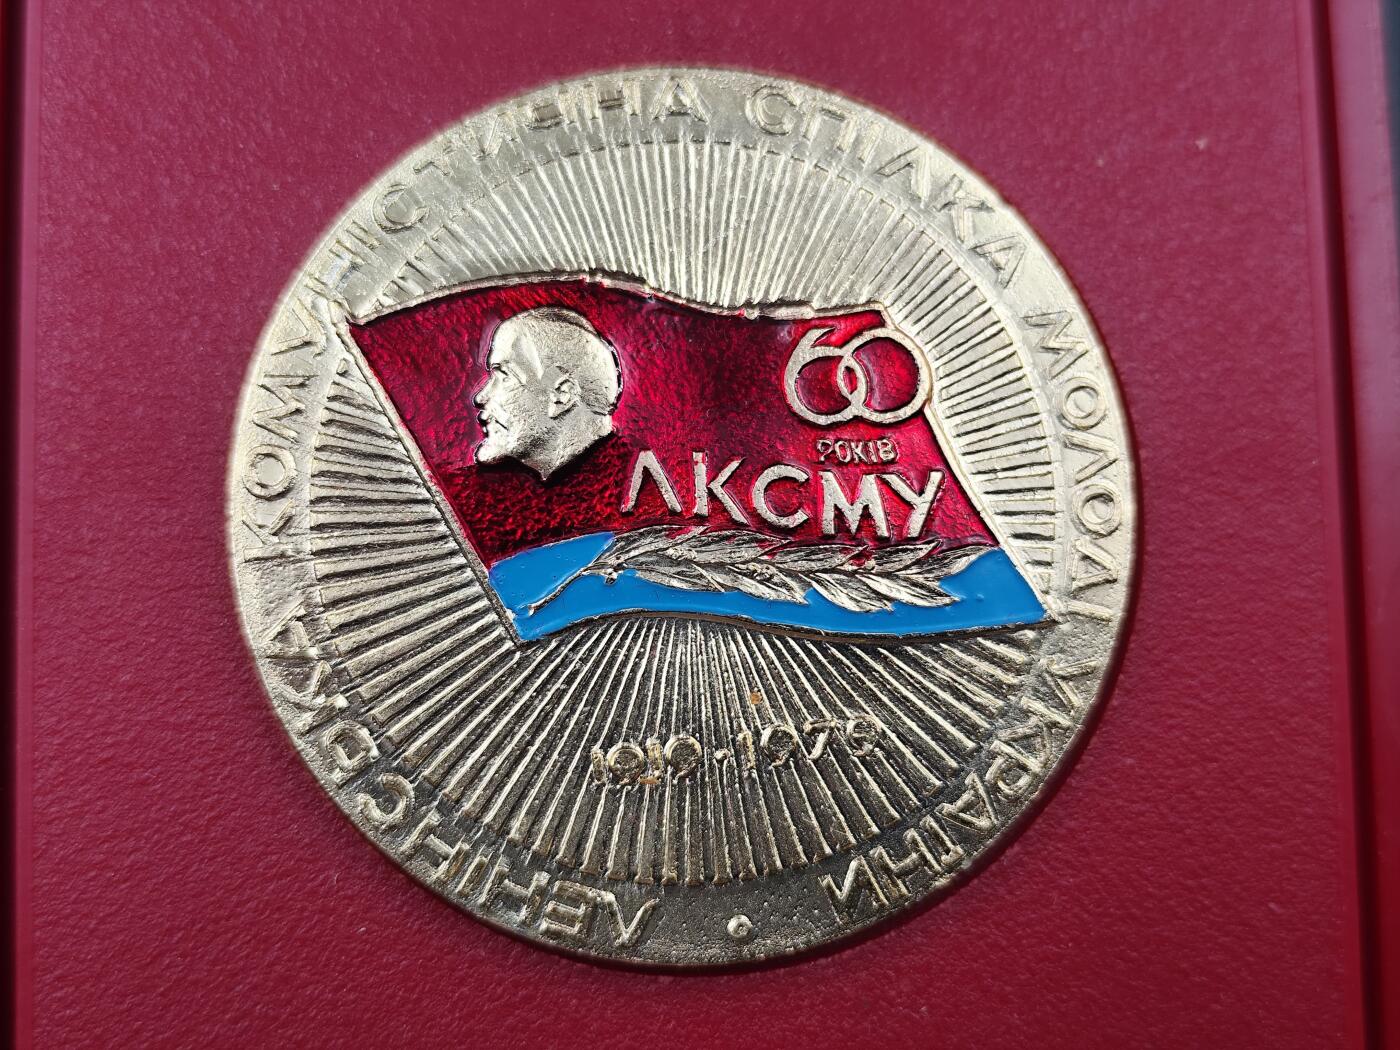 ЛЕНІНСЬКА КОМУНІСТИЧНА СПІЛКА МОЛОДІ УКРАЇНИ
60
РОКІВ
ЛКСМУ
1919·1979